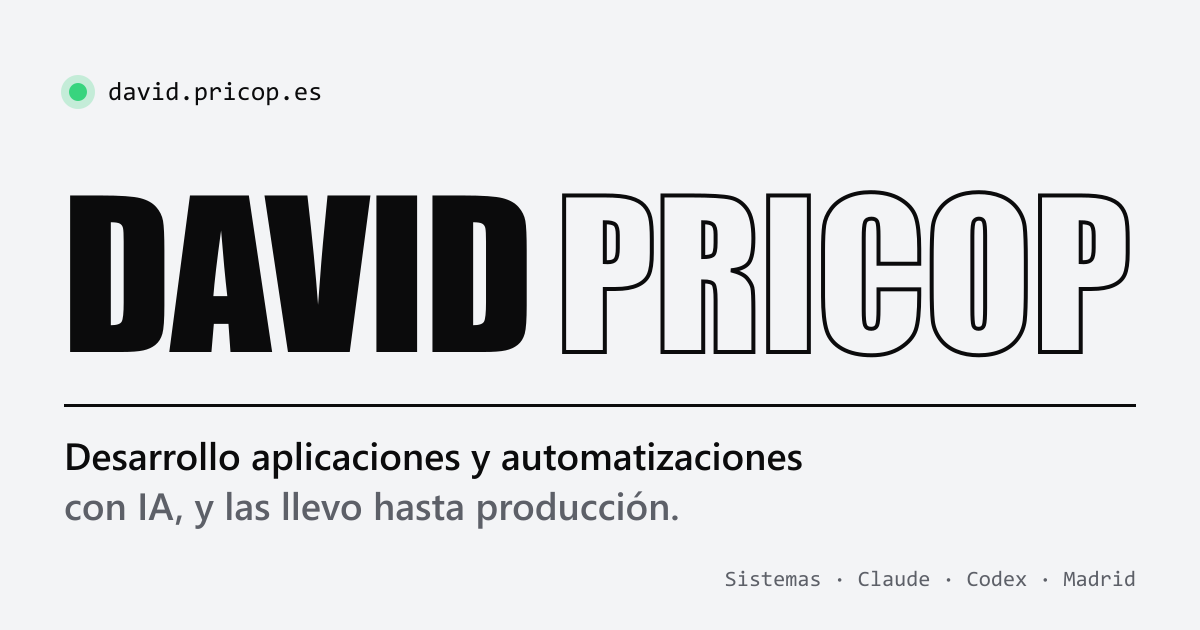 david.pricop.es
DAVID PRICOP
Desarrollo aplicaciones y automatizaciones
con IA, y las llevo hasta producción.
Sistemas · Claude · Codex · Madrid